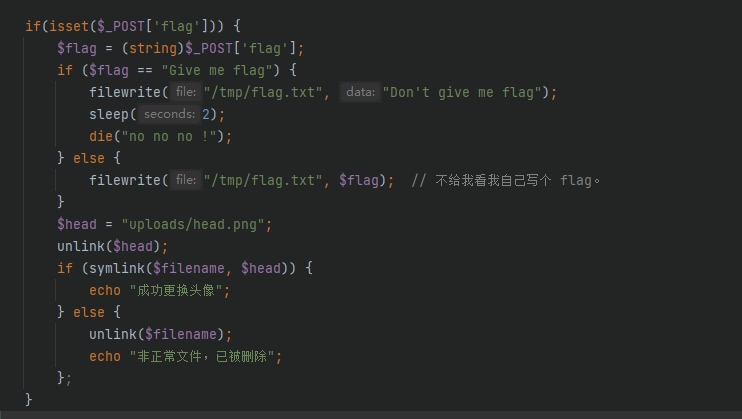 if(isset($_POST['flag'])) {
    $flag = (string)$_POST['flag'];
    if ($flag == "Give me flag") {
        filewrite( file: "/tmp/flag.txt", data: "Don't give me flag");
        sleep( seconds: 2);
        die("no no no !");
    } else {
        filewrite( file: "/tmp/flag.txt", $flag);  // 不给我看我自己写个 flag。
    }
    $head = "uploads/head.png";
    unlink($head);
    if (symlink($filename, $head)) {
        echo "成功更换头像";
    } else {
        unlink($filename);
        echo "非正常文件，已被删除";
    };
}